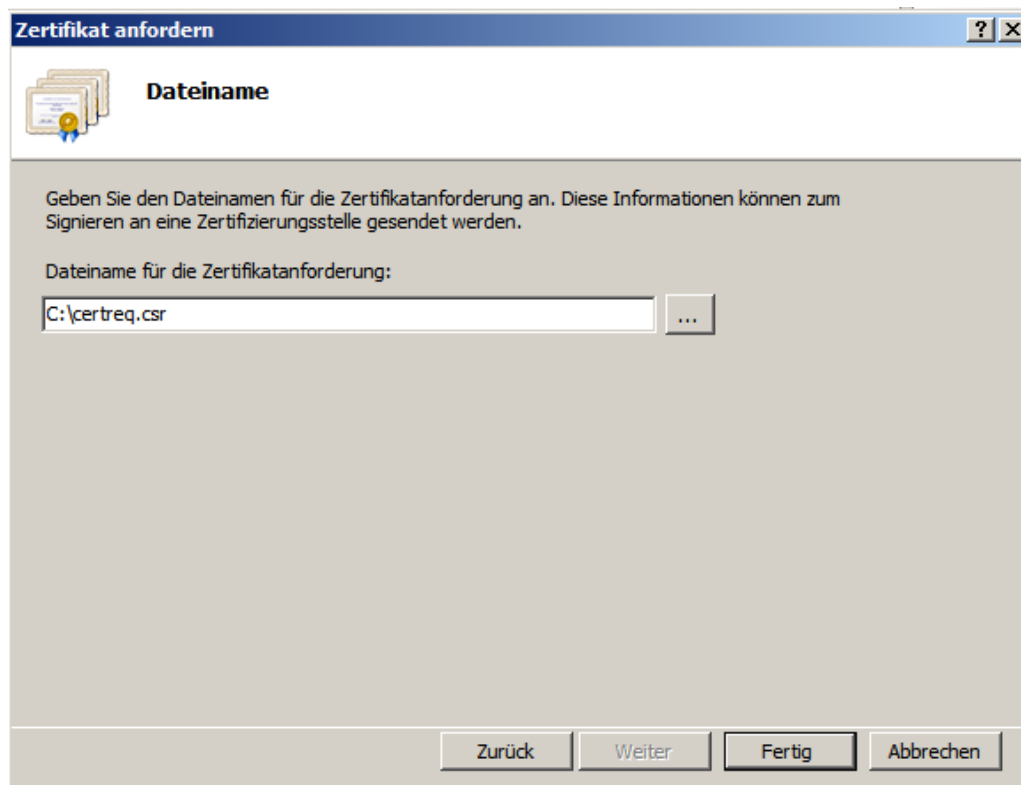 Zertifikat anfordern
Dateiname
Geben Sie den Dateinamen für die Zertifikatanforderung an. Diese Informationen können zum
Signieren an eine Zertifizierungsstelle gesendet werden.
Dateiname für die Zertifikatanforderung:
C:\certreq.csr
...
Zurück Weiter Fertig Abbrechen